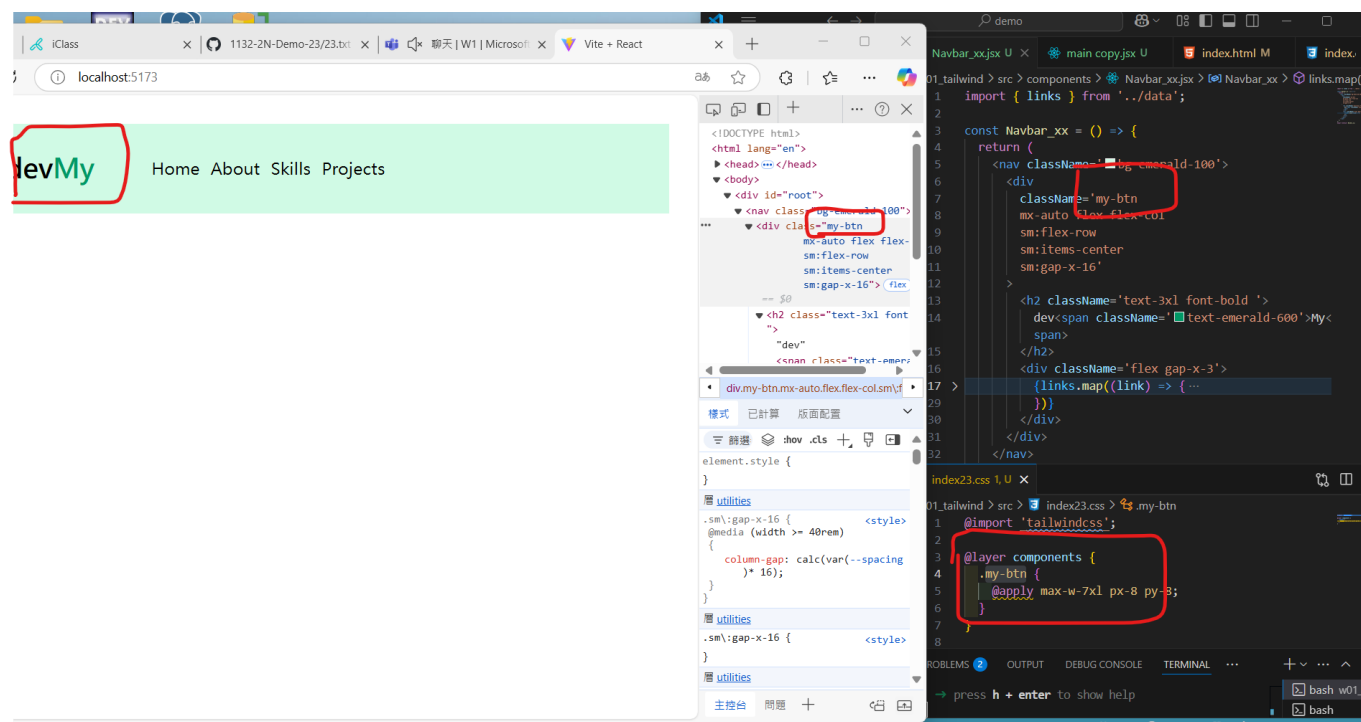 demo
iClass
1132-2N-Demo-23/23.txt
聊天 | W1 | Microsoft
Vite + React
localhost:5173
devMy
Home About Skills Projects
<!DOCTYPE html>
<html lang="en">
<head> </head>
<body>
<div id="root">
<nav class="bg-emerald-100">
<div class="my-btn
mx-auto flex flex-
sm:flex-row
sm:items-center
sm:gap-x-16"> flex
== $0
<h2 class="text-3xl font
">
"dev"
<span class="text-emera
div.my-btn.mx-auto.flex.flex-col.sm\:f
樣式 已計算 版面配置
篩選 :hov .cls
element.style {
}
層 utilities
.sm\:gap-x-16 { <style>
@media (width >= 40rem)
{
column-gap: calc(var(--spacing
)* 16);
}
}
層 utilities
.sm\:gap-x-16 { <style>
}
層 utilities
主控台 問題
Navbar_xx.jsx U
main copy.jsx U
index.html M
index.
01_tailwind > src > components > Navbar_xx.jsx > Navbar_xx > links.map(
1 import { links } from '../data';
2
3 const Navbar_xx = () => {
4 return (
5 <nav className='bg-emerald-100'>
6 <div
7 className='my-btn
8 mx-auto flex flex-col
9 sm:flex-row
10 sm:items-center
11 sm:gap-x-16'
12 >
13 <h2 className='text-3xl font-bold '>
14 dev<span className='text-emerald-600'>My<
span>
15 </h2>
16 <div className='flex gap-x-3'>
17 {links.map((link) => { ···
29 })}
30 </div>
31 </div>
32 </nav>
index23.css 1, U
01_tailwind > src > index23.css > .my-btn
1 @import 'tailwindcss';
2
3 @layer components {
4 .my-btn {
5 @apply max-w-7xl px-8 py-8;
6 }
7 }
8
ROBLEMS 2 OUTPUT DEBUG CONSOLE TERMINAL
→ press h + enter to show help
bash w01_
bash